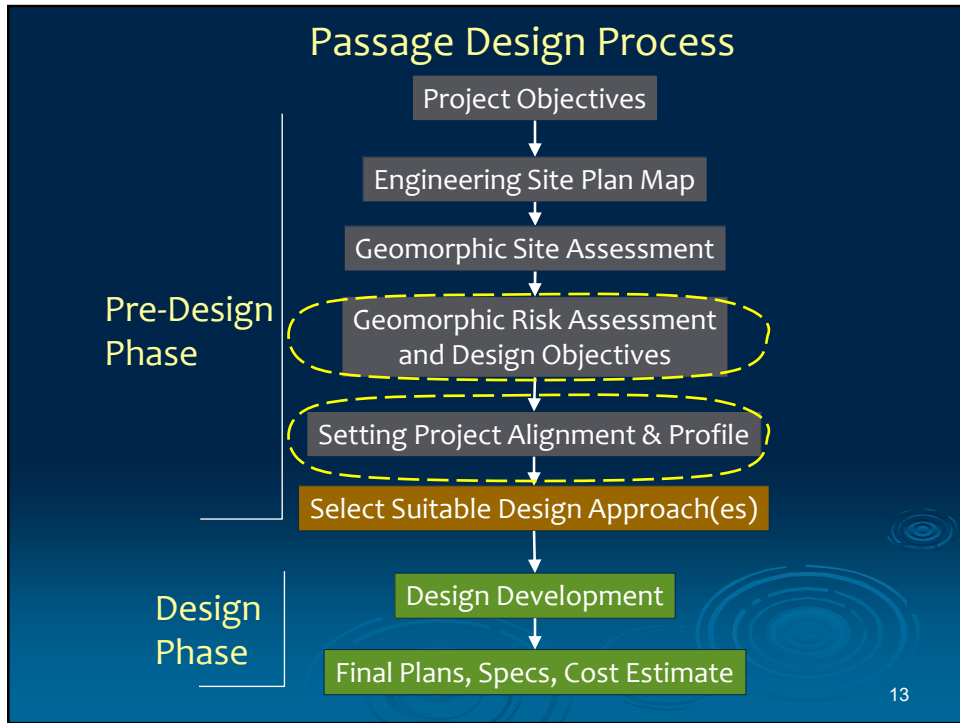 Passage Design Process
Project Objectives
Engineering Site Plan Map
Geomorphic Site Assessment
Pre-Design
Phase
Geomorphic Risk Assessment
and Design Objectives
Setting Project Alignment & Profile
Select Suitable Design Approach(es)
Design
Phase
Design Development
Final Plans, Specs, Cost Estimate
13